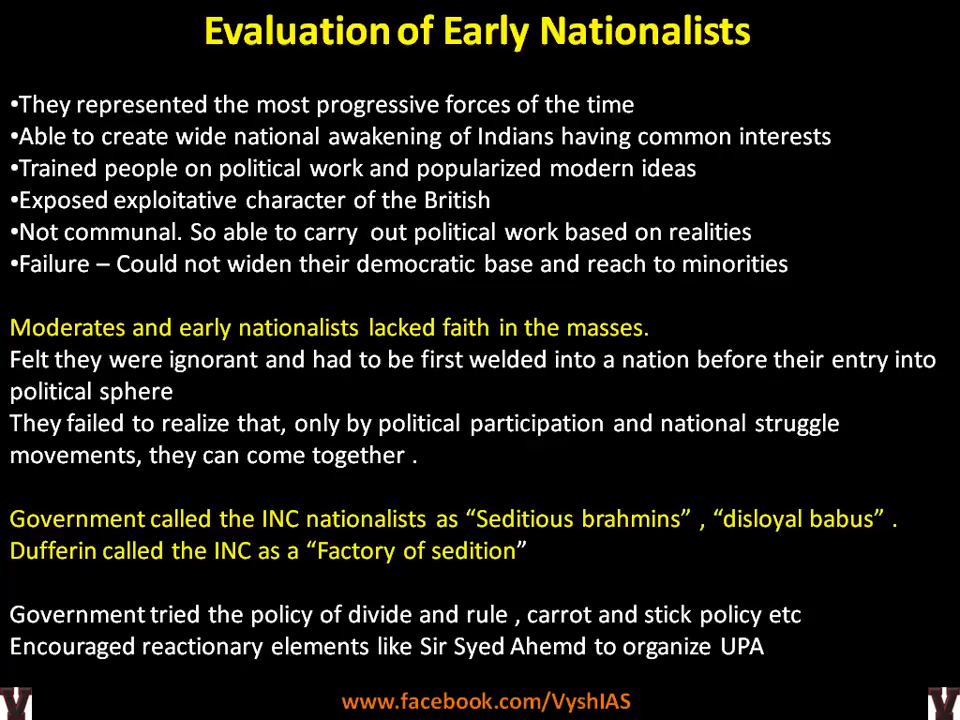 Evaluation of Early Nationalists
•They represented the most progressive forces of the time
•Able to create wide national awakening of Indians having common interests
•Trained people on political work and popularized modern ideas
•Exposed exploitative character of the British
•Not communal. So able to carry out political work based on realities
•Failure – Could not widen their democratic base and reach to minorities
Moderates and early nationalists lacked faith in the masses.
Felt they were ignorant and had to be first welded into a nation before their entry into
political sphere
They failed to realize that, only by political participation and national struggle
movements, they can come together .
Government called the INC nationalists as “Seditious brahmins” , “disloyal babus” .
Dufferin called the INC as a “Factory of sedition”
Government tried the policy of divide and rule , carrot and stick policy etc
Encouraged reactionary elements like Sir Syed Ahemd to organize UPA
V www.facebook.com/VyshIAS V